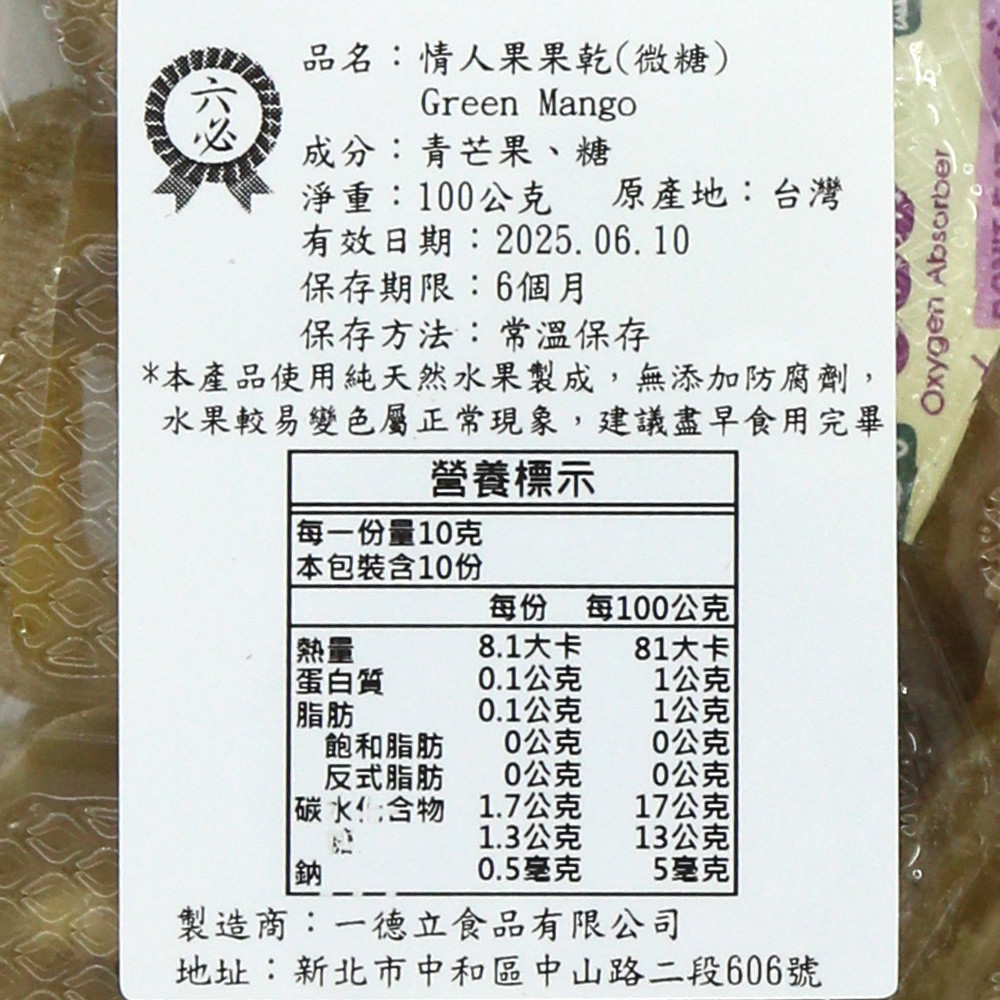 六必
品名：情人果果乾(微糖)
Green Mango
成分：青芒果、糖
淨重：100公克 原產地：台灣
有效日期：2025.06.10
保存期限：6個月
保存方法：常溫保存
*本產品使用純天然水果製成，無添加防腐劑，
水果較易變色屬正常現象，建議盡早食用完畢
營養標示
每一份量10克
本包裝含10份
每份 每100公克
熱量 8.1大卡 81大卡
蛋白質 0.1公克 1公克
脂肪 0.1公克 1公克
飽和脂肪 0公克 0公克
反式脂肪 0公克 0公克
碳水化合物 1.7公克 17公克
1.3公克 13公克
鈉 0.5毫克 5毫克
製造商：一德立食品有限公司
地址：新北市中和區中山路二段606號
Oxygen Absorber